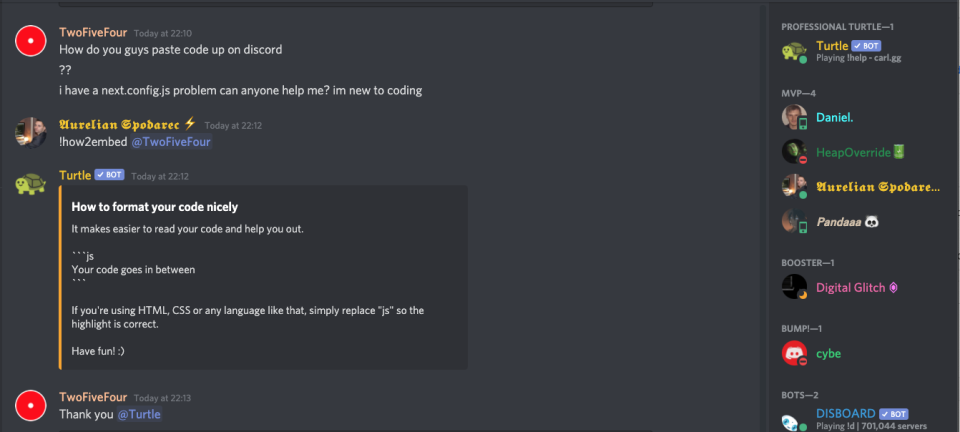 TwoFiveFour Today at 22:10
How do you guys paste code up on discord
??
i have a next.config.js problem can anyone help me? im new to coding
𝕬𝖚𝖗𝖊𝖑𝖎𝖆𝖓 𝕾𝖕𝖔𝖉𝖆𝖗𝖊𝖈 ⚡ Today at 22:12
!how2embed @TwoFiveFour
Turtle ✓ BOT Today at 22:12
How to format your code nicely
It makes easier to read your code and help you out.
```js
Your code goes in between
```
If you're using HTML, CSS or any language like that, simply replace "js" so the
highlight is correct.
Have fun! :)
TwoFiveFour Today at 22:13
Thank you @Turtle
PROFESSIONAL TURTLE—1
Turtle ✓ BOT
Playing !help - carl.gg
MVP—4
Daniel.
HeapOverride
𝕬𝖚𝖗𝖊𝖑𝖎𝖆𝖓 𝕾𝖕𝖔𝖉𝖆𝖗𝖊...
𝑷𝒂𝒏𝒅𝒂𝒂𝒂 🐼
BOOSTER—1
Digital Glitch
BUMP!—1
cybe
BOTS—2
DISBOARD ✓ BOT
Playing !d | 701,044 servers